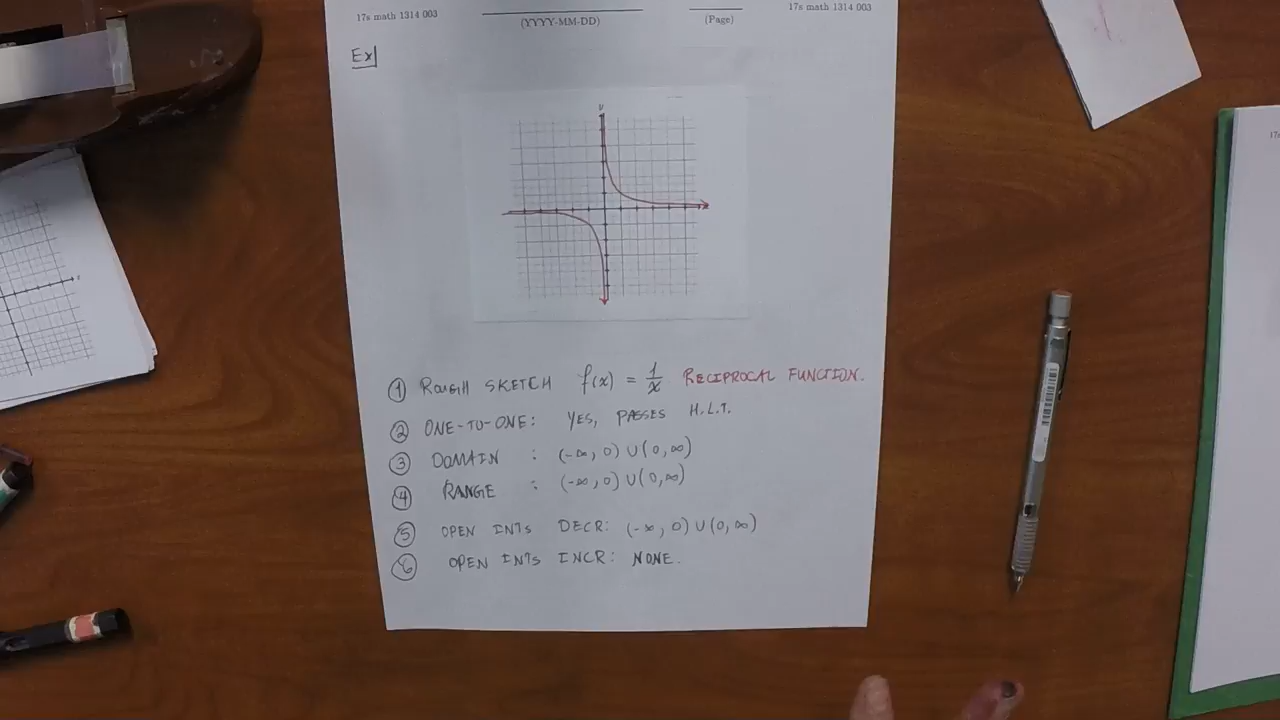 17s math 1314 003 (YYYY-MM-DD) (Page) 17s math 1314 003
Ex
① ROUGH SKETCH f(x) = 1/x RECIPROCAL FUNCTION.
② ONE-TO-ONE: YES, PASSES H.L.T.
③ DOMAIN : (-∞, 0) ∪ (0, ∞)
④ RANGE : (-∞, 0) ∪ (0, ∞)
⑤ OPEN INTs DECR: (-∞, 0) ∪ (0, ∞)
⑥ OPEN INTs INCR: NONE.